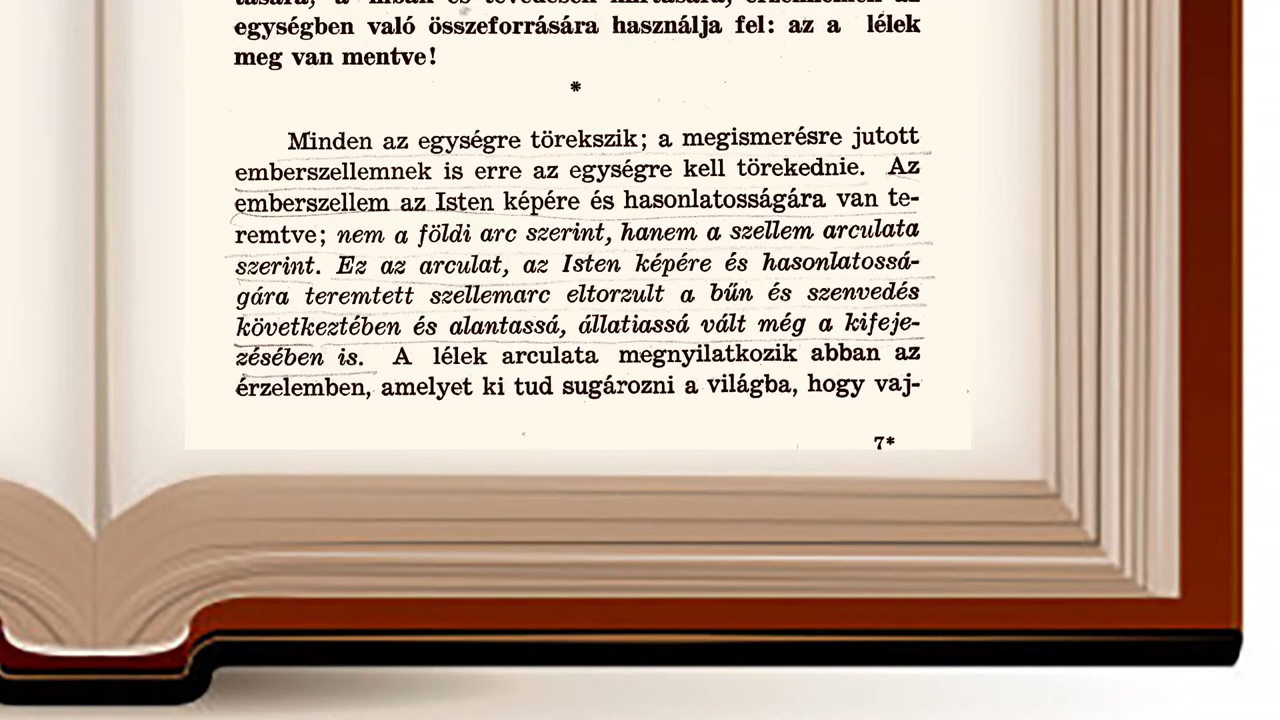 egységben való összeforrására használja fel: az a lélek
meg van mentve!
*
Minden az egységre törekszik; a megismerésre jutott
emberszellemnek is erre az egységre kell törekednie. Az
emberszellem az Isten képére és hasonlatosságára van te-
remtve; nem a földi arc szerint, hanem a szellem arculata
szerint. Ez az arculat, az Isten képére és hasonlatossá-
gára teremtett szellemarc eltorzult a bűn és szenvedés
következtében és alantassá, állatiassá vált még a kifeje-
zésében is. A lélek arculata megnyilatkozik abban az
érzelemben, amelyet ki tud sugározni a világba, hogy vaj-
7*